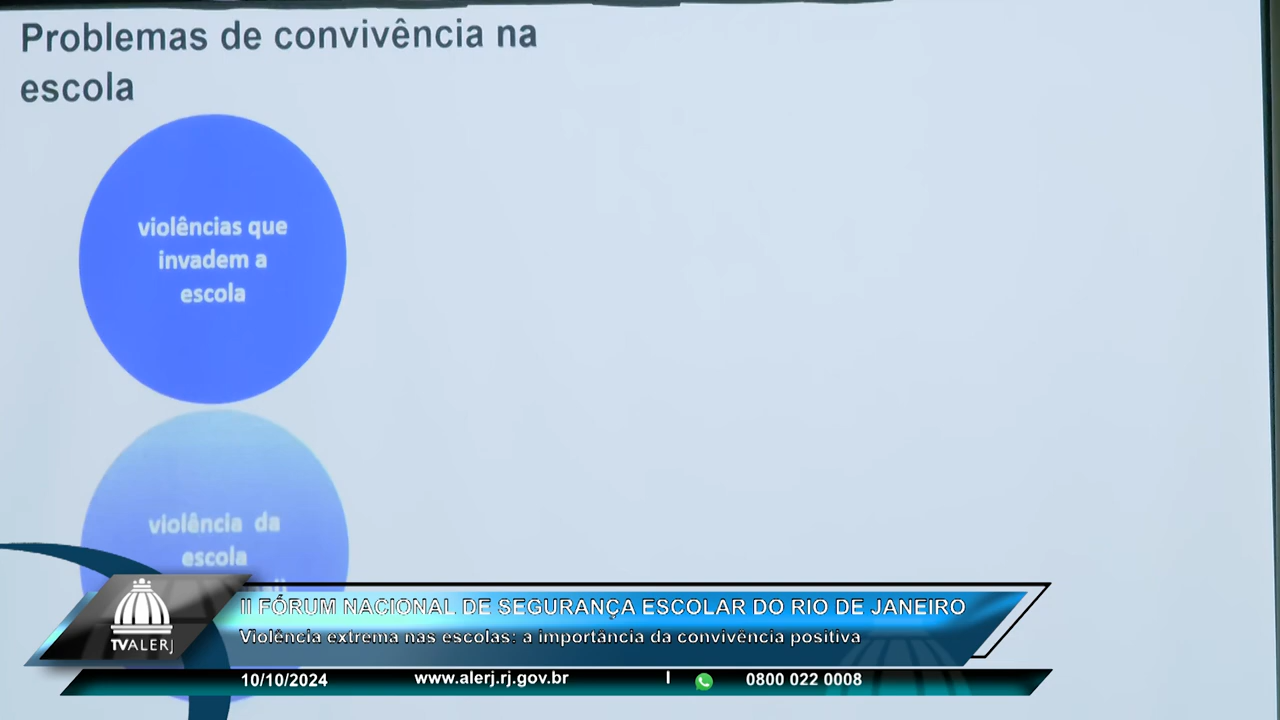 Problemas de convivência na
escola
violências que
invadem a
escola
violência da
escola
II FÓRUM NACIONAL DE SEGURANÇA ESCOLAR DO RIO DE JANEIRO
Violência extrema nas escolas: a importância da convivência positiva
TVALERJ
10/10/2024 www.alerj.rj.gov.br | 0800 022 0008